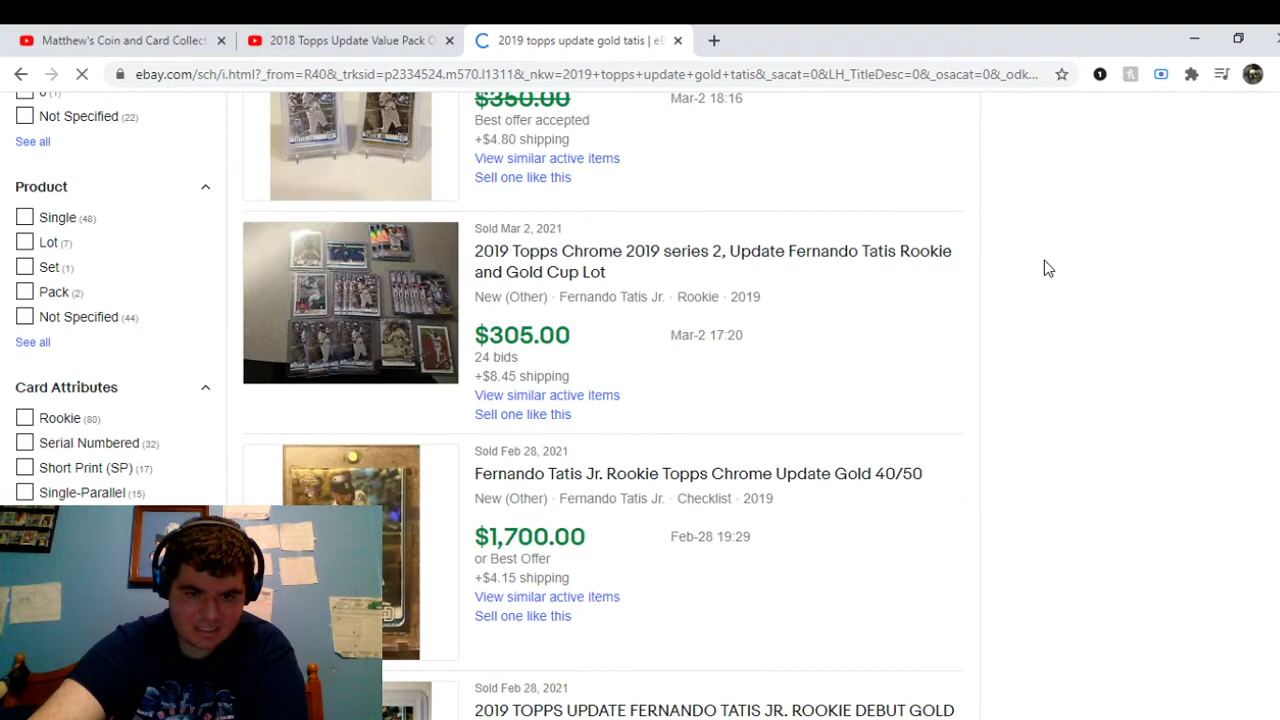 Matthew's Coin and Card Collect
2018 Topps Update Value Pack O
2019 topps update gold tatis | eB
ebay.com/sch/i.html?_from=R40&_trksid=p2334524.m570.l1311&_nkw=2019+topps+update+gold+tatis&_sacat=0&LH_TitleDesc=0&_osacat=0&_odk...
Not Specified (22)
See all
Product
Single (48)
Lot (7)
Set (1)
Pack (2)
Not Specified (44)
See all
Card Attributes
Rookie (80)
Serial Numbered (32)
Short Print (SP) (17)
Single-Parallel (15)
$350.00
Mar-2 18:16
Best offer accepted
+$4.80 shipping
View similar active items
Sell one like this
Sold Mar 2, 2021
2019 Topps Chrome 2019 series 2, Update Fernando Tatis Rookie
and Gold Cup Lot
New (Other) · Fernando Tatis Jr. · Rookie · 2019
$305.00
Mar-2 17:20
24 bids
+$8.45 shipping
View similar active items
Sell one like this
Sold Feb 28, 2021
Fernando Tatis Jr. Rookie Topps Chrome Update Gold 40/50
New (Other) · Fernando Tatis Jr. · Checklist · 2019
$1,700.00
Feb-28 19:29
or Best Offer
+$4.15 shipping
View similar active items
Sell one like this
Sold Feb 28, 2021
2019 TOPPS UPDATE FERNANDO TATIS JR. ROOKIE DEBUT GOLD